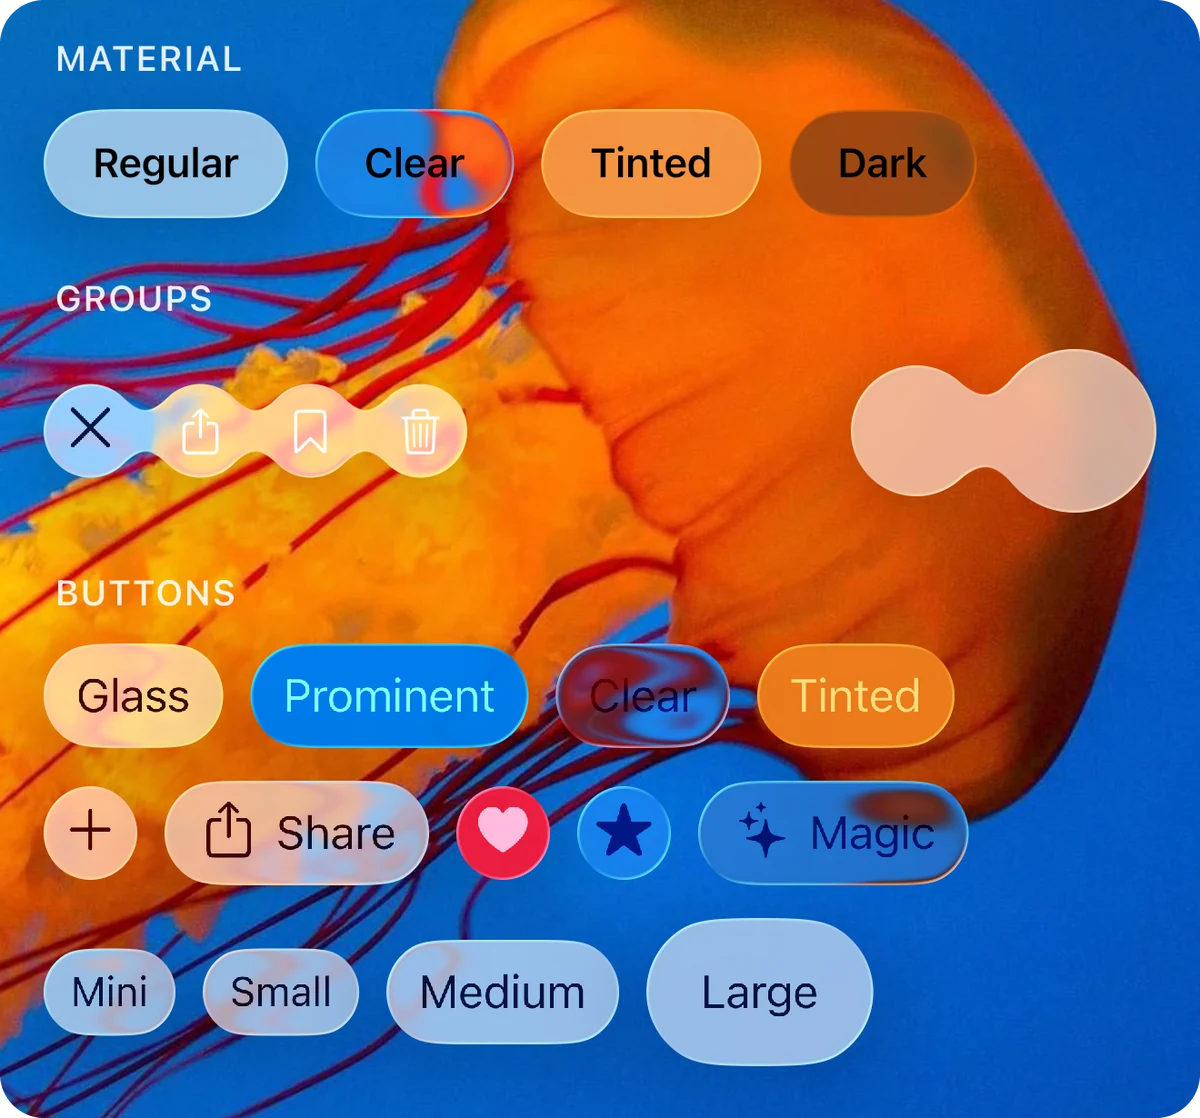 MATERIAL
Regular Clear Tinted Dark
GROUPS
BUTTONS
Glass Prominent Clear Tinted
Share Magic
Mini Small Medium Large